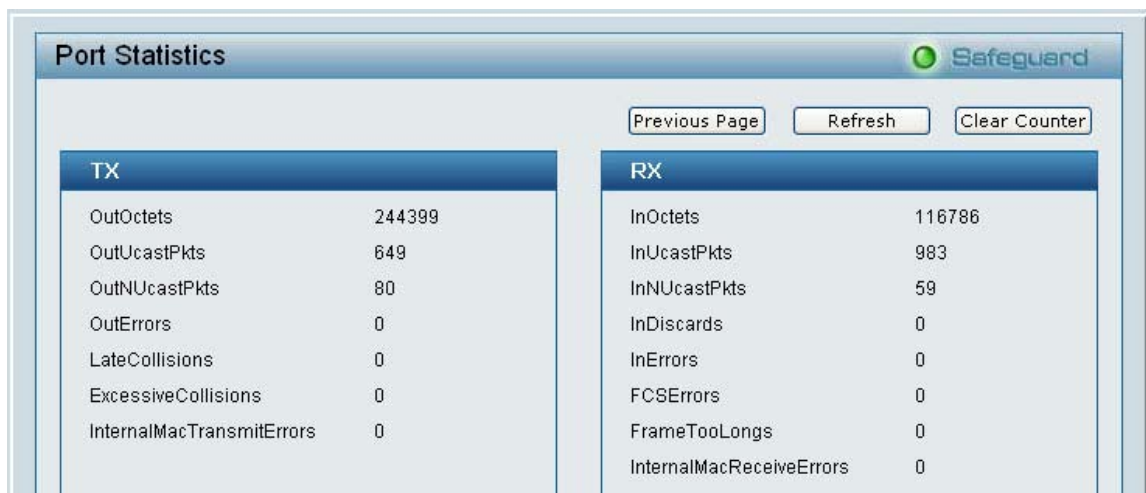 Port Statistics
Safeguard
Previous Page Refresh Clear Counter
TX
OutOctets 244399
OutUcastPkts 649
OutNUcastPkts 80
OutErrors 0
LateCollisions 0
ExcessiveCollisions 0
InternalMacTransmitErrors 0
RX
InOctets 116786
InUcastPkts 983
InNUcastPkts 59
InDiscards 0
InErrors 0
FCSErrors 0
FrameTooLongs 0
InternalMacReceiveErrors 0